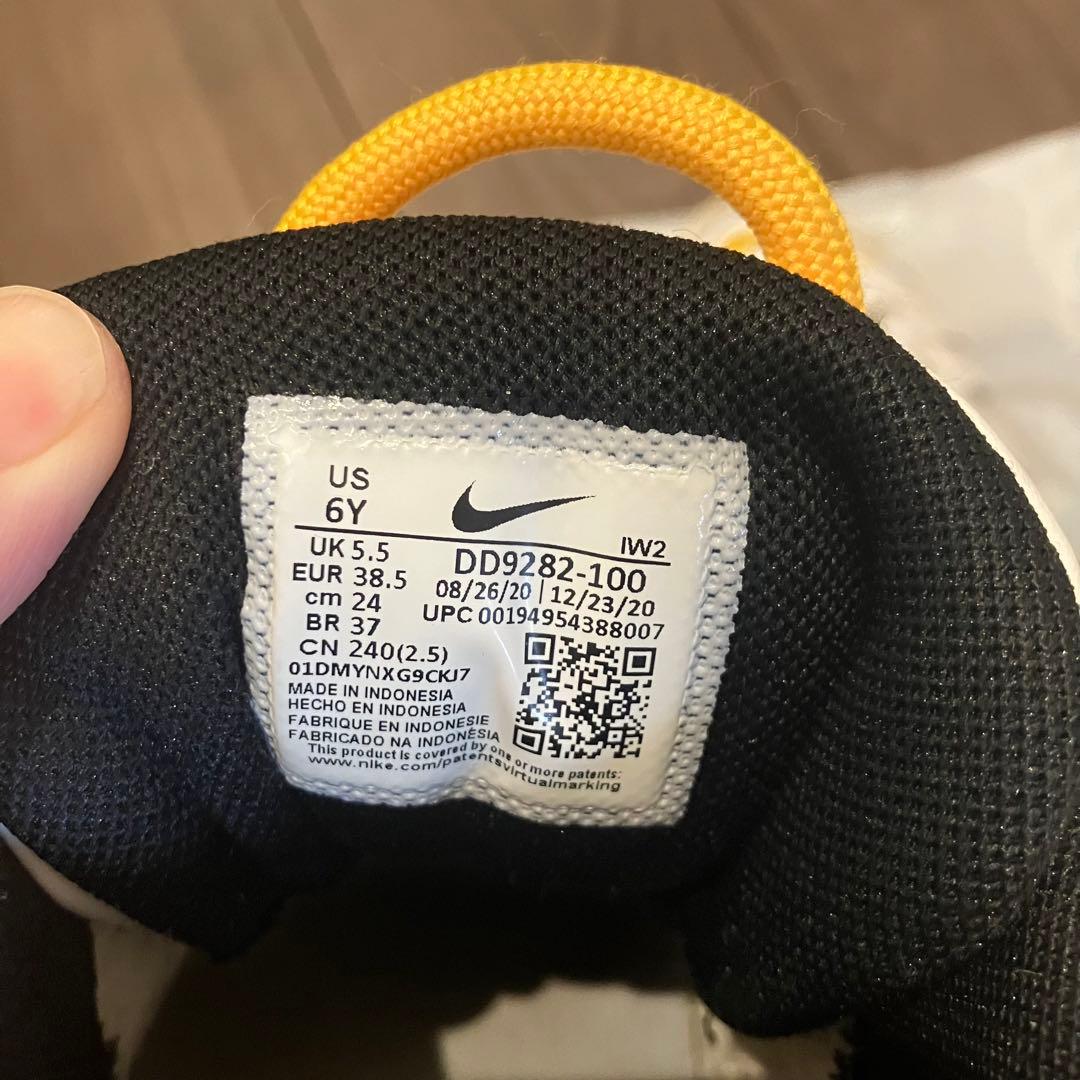 US
6Y
IW2
UK 5.5
EUR 38.5
cm 24
BR 37
CN 240(2.5)
DD9282-100
08/26/20 | 12/23/20
UPC 00194954388007
01DMYNXG9CKJ7
MADE IN INDONESIA
HECHO EN INDONESIA
FABRIQUE EN INDONESIE
FABRICADO NA INDONÉSIA
This product is covered by one or more patents:
www.nike.com/patentsvirtualmarking